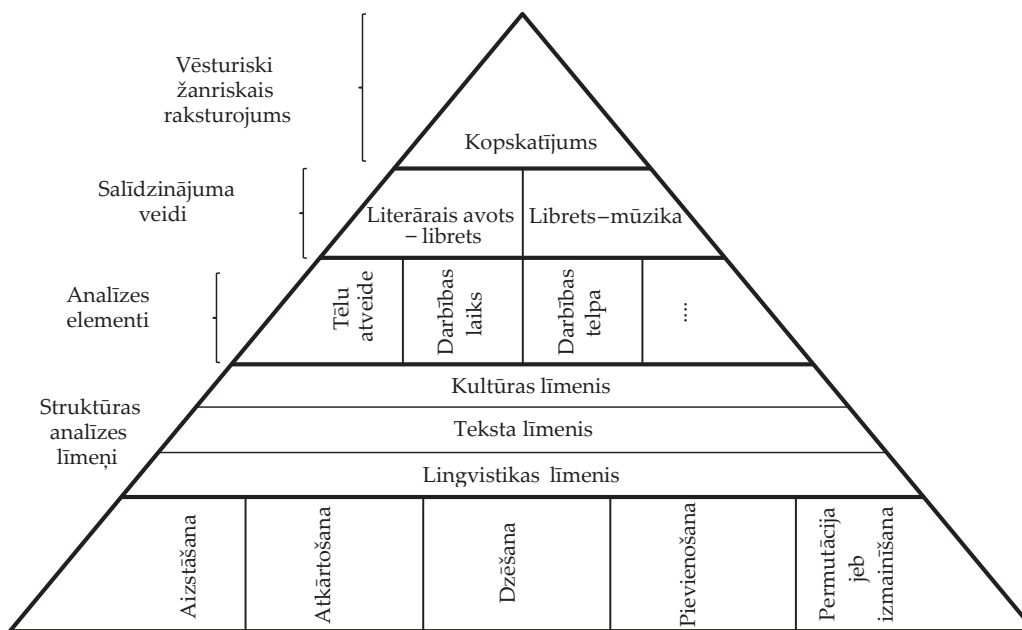 Vēsturiski
žanriskais
raksturojums
Kopskatījums
Salīdzinājuma
veidi
Literārais avots
– librets
Librets–mūzika
Analīzes
elementi
Tēlu
atveide
Darbības
laiks
Darbības
telpa
....
Struktūras
analīzes
līmeņi
Kultūras līmenis
Teksta līmenis
Lingvistikas līmenis
Aizstāšana
Atkārtošana
Dzēšana
Pievienošana
Permutācija
jeb
izmainīšana